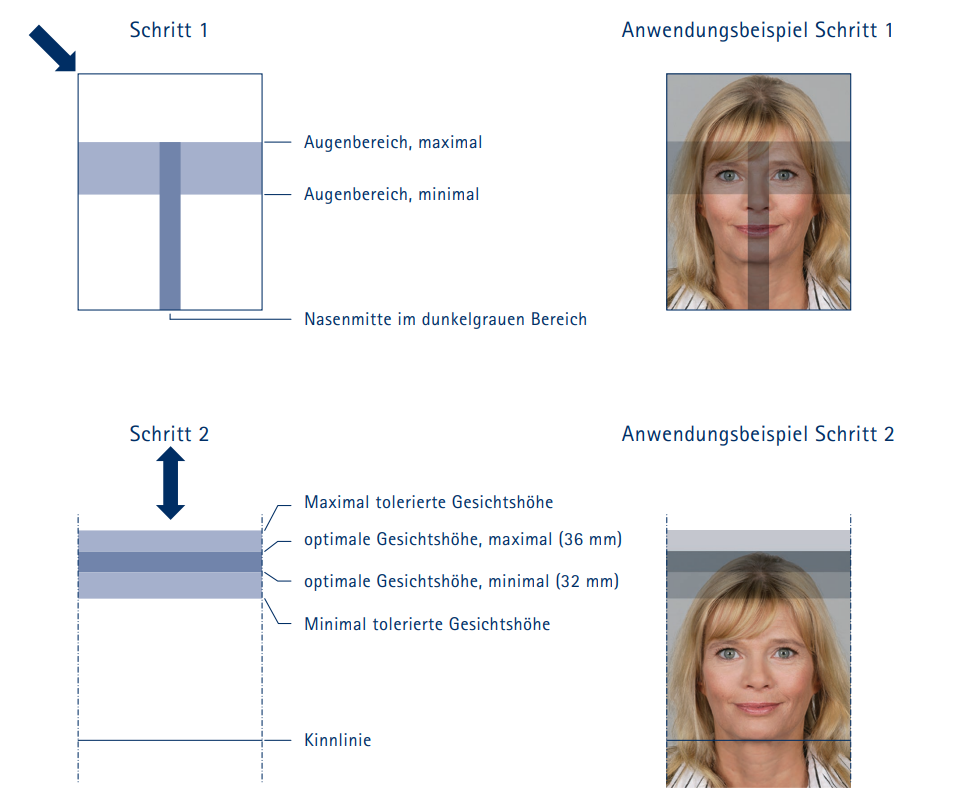 Schritt 1
Anwendungsbeispiel Schritt 1
Augenbereich, maximal
Augenbereich, minimal
Nasenmitte im dunkelgrauen Bereich
Schritt 2
Anwendungsbeispiel Schritt 2
Maximal tolerierte Gesichtshöhe
optimale Gesichtshöhe, maximal (36 mm)
optimale Gesichtshöhe, minimal (32 mm)
Minimal tolerierte Gesichtshöhe
Kinnlinie